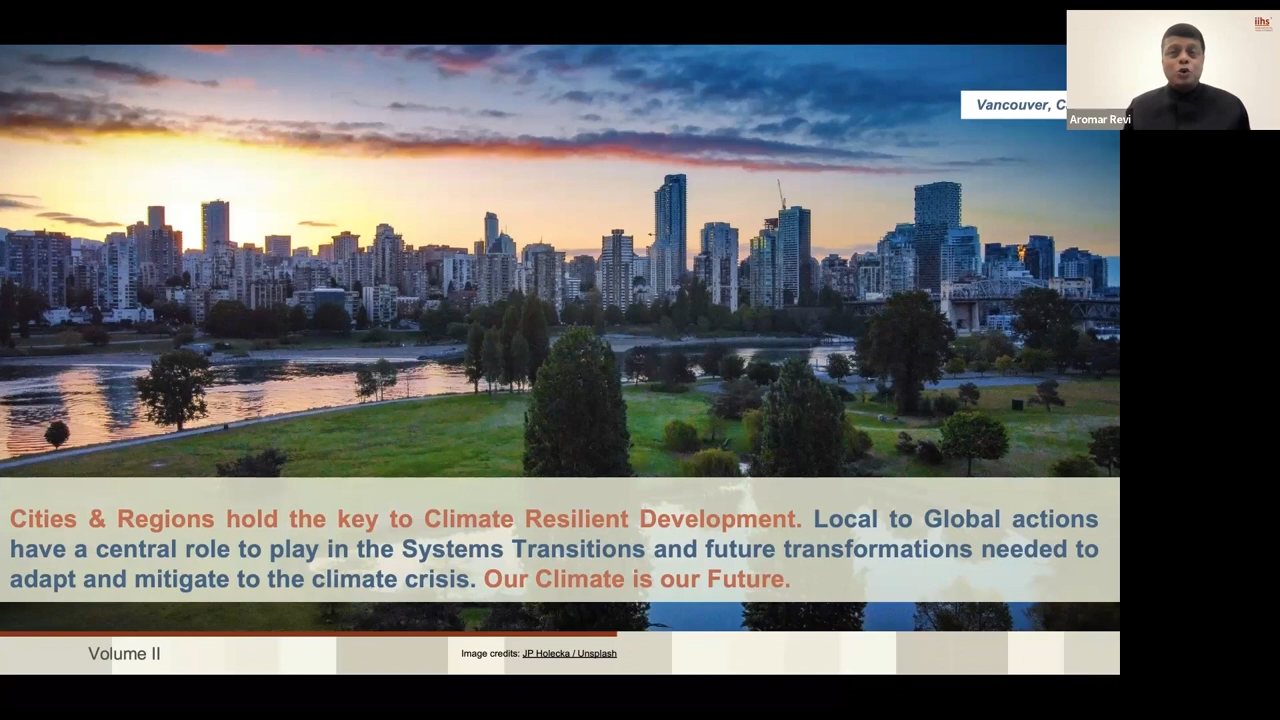 iihs
Vancouver, C
Aromar Revi
Cities & Regions hold the key to Climate Resilient Development. Local to Global actions
have a central role to play in the Systems Transitions and future transformations needed to
adapt and mitigate to the climate crisis. Our Climate is our Future.
Volume II
Image credits: JP Holecka / Unsplash